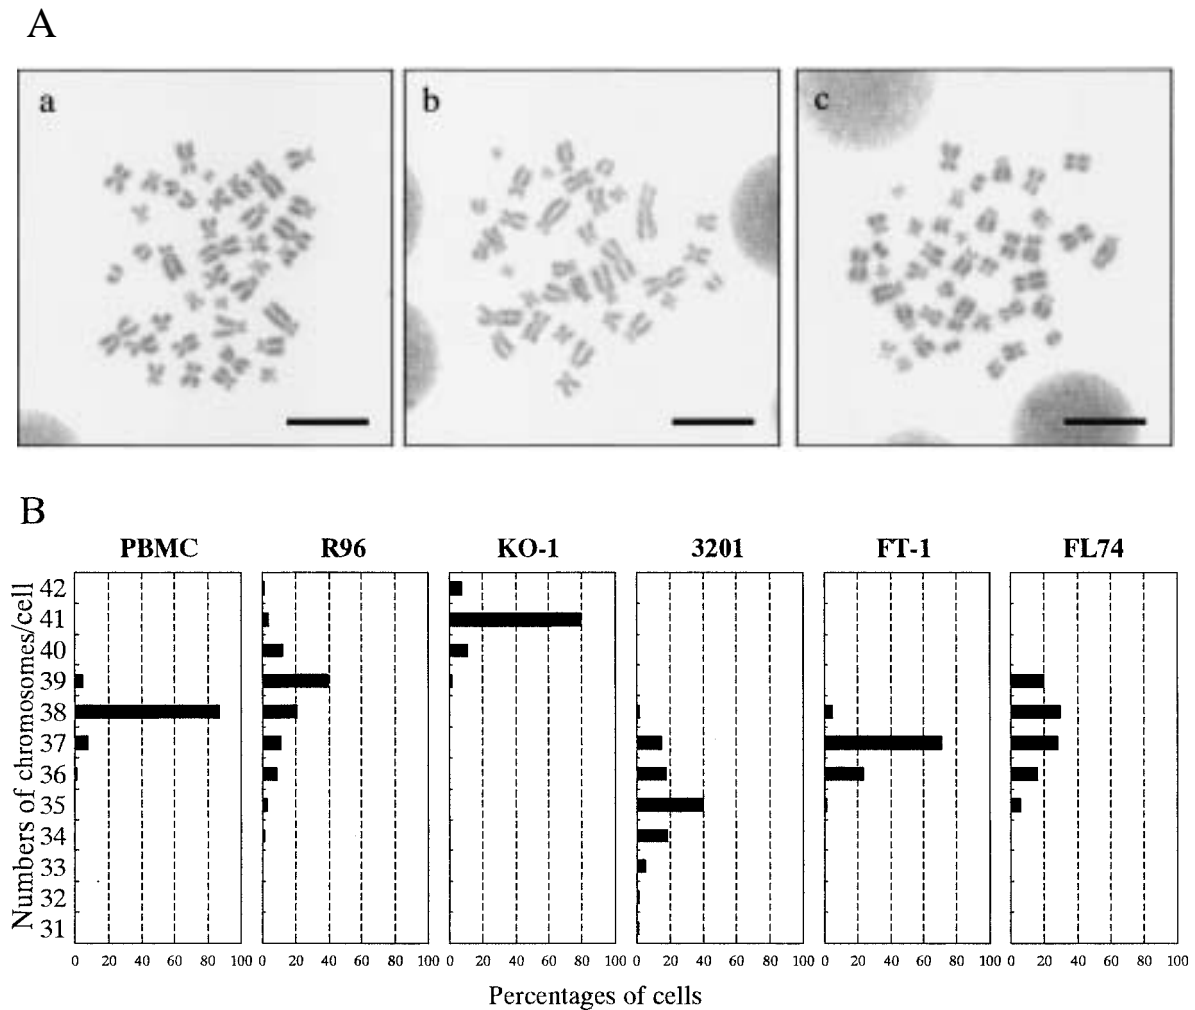 A
a b c
B
PBMC R96 KO-1 3201 FT-1 FL74
Numbers of chromosomes/cell
42
41
40
39
38
37
36
35
34
33
32
31
0 20 40 60 80 100 0 20 40 60 80 100 0 20 40 60 80 100 0 20 40 60 80 100 0 20 40 60 80 100 0 20 40 60 80 100
Percentages of cells